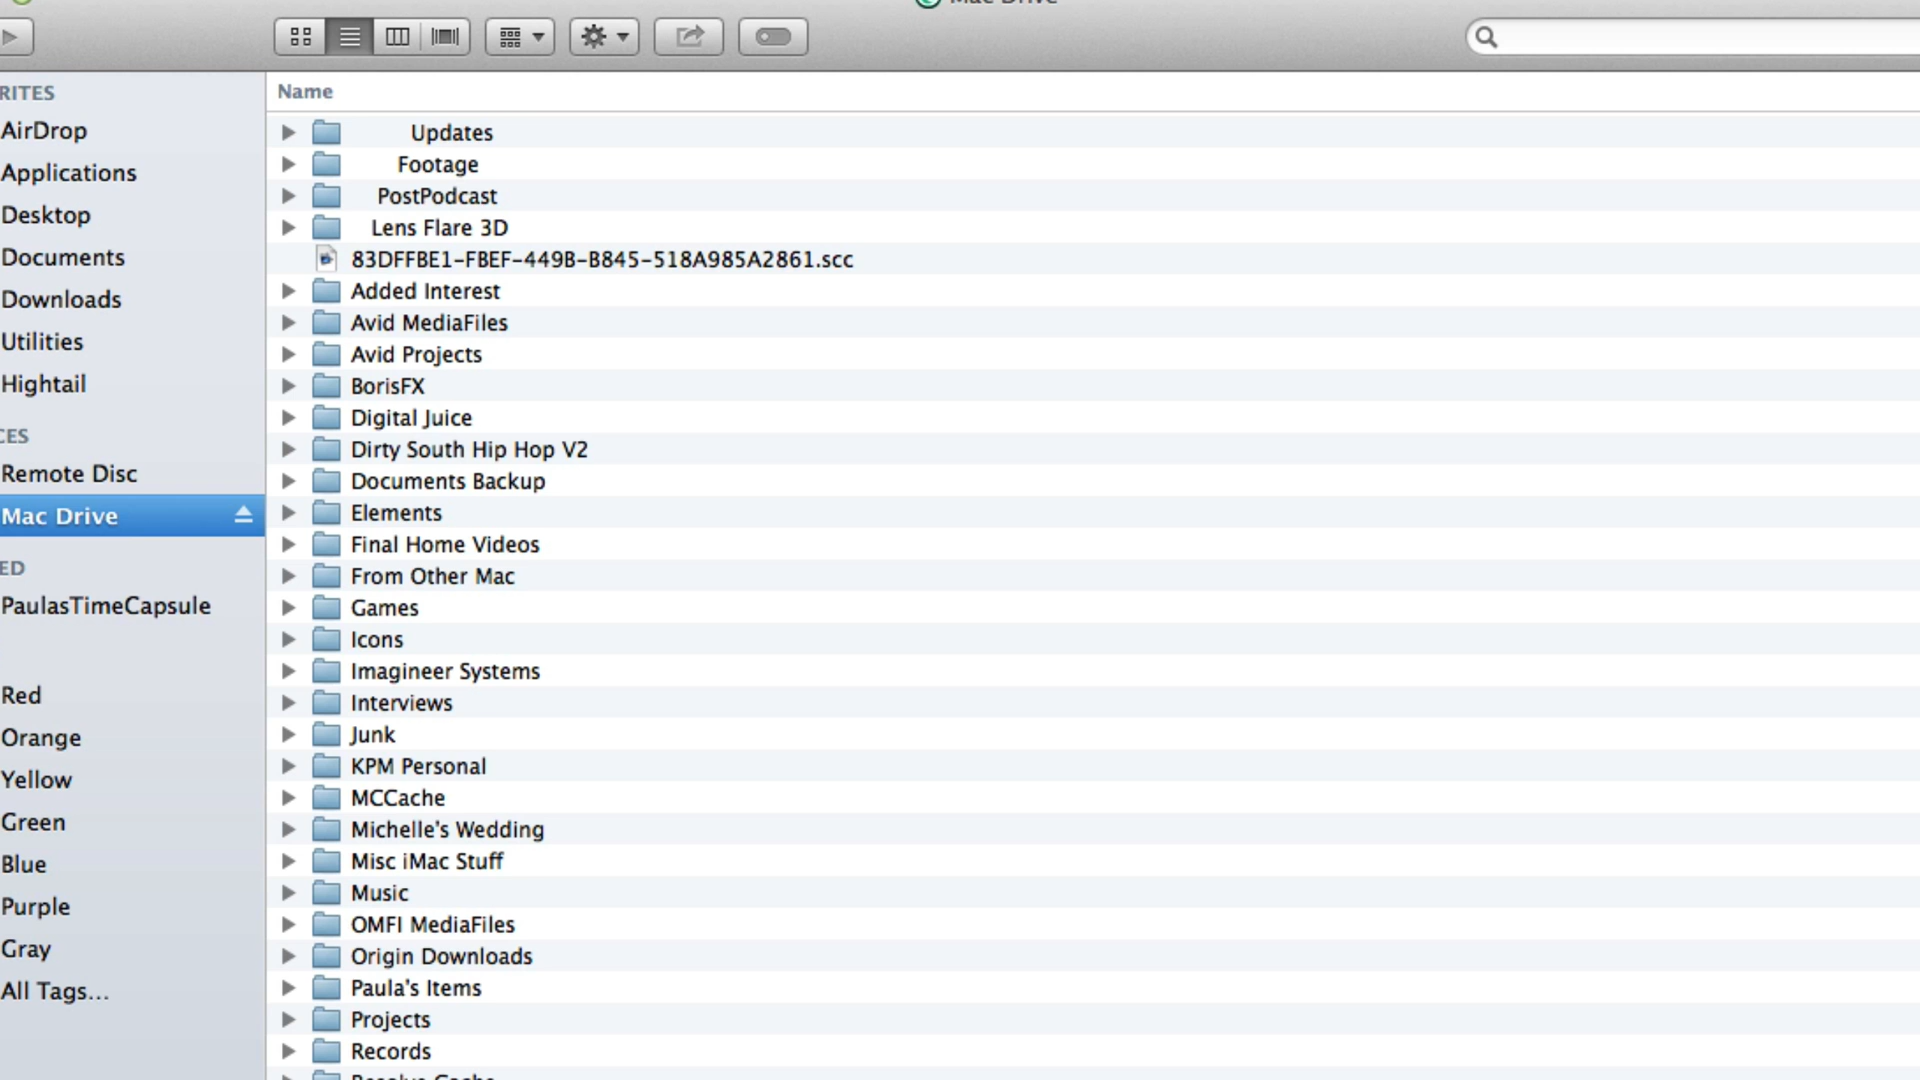 Mac Drive
RITES
AirDrop
Applications
Desktop
Documents
Downloads
Utilities
Hightail
CES
Remote Disc
Mac Drive
ED
PaulasTimeCapsule
Red
Orange
Yellow
Green
Blue
Purple
Gray
All Tags...
Name
Updates
Footage
PostPodcast
Lens Flare 3D
83DFFBE1-FBEF-449B-B845-518A985A2861.scc
Added Interest
Avid MediaFiles
Avid Projects
BorisFX
Digital Juice
Dirty South Hip Hop V2
Documents Backup
Elements
Final Home Videos
From Other Mac
Games
Icons
Imagineer Systems
Interviews
Junk
KPM Personal
MCCache
Michelle's Wedding
Misc iMac Stuff
Music
OMFI MediaFiles
Origin Downloads
Paula's Items
Projects
Records